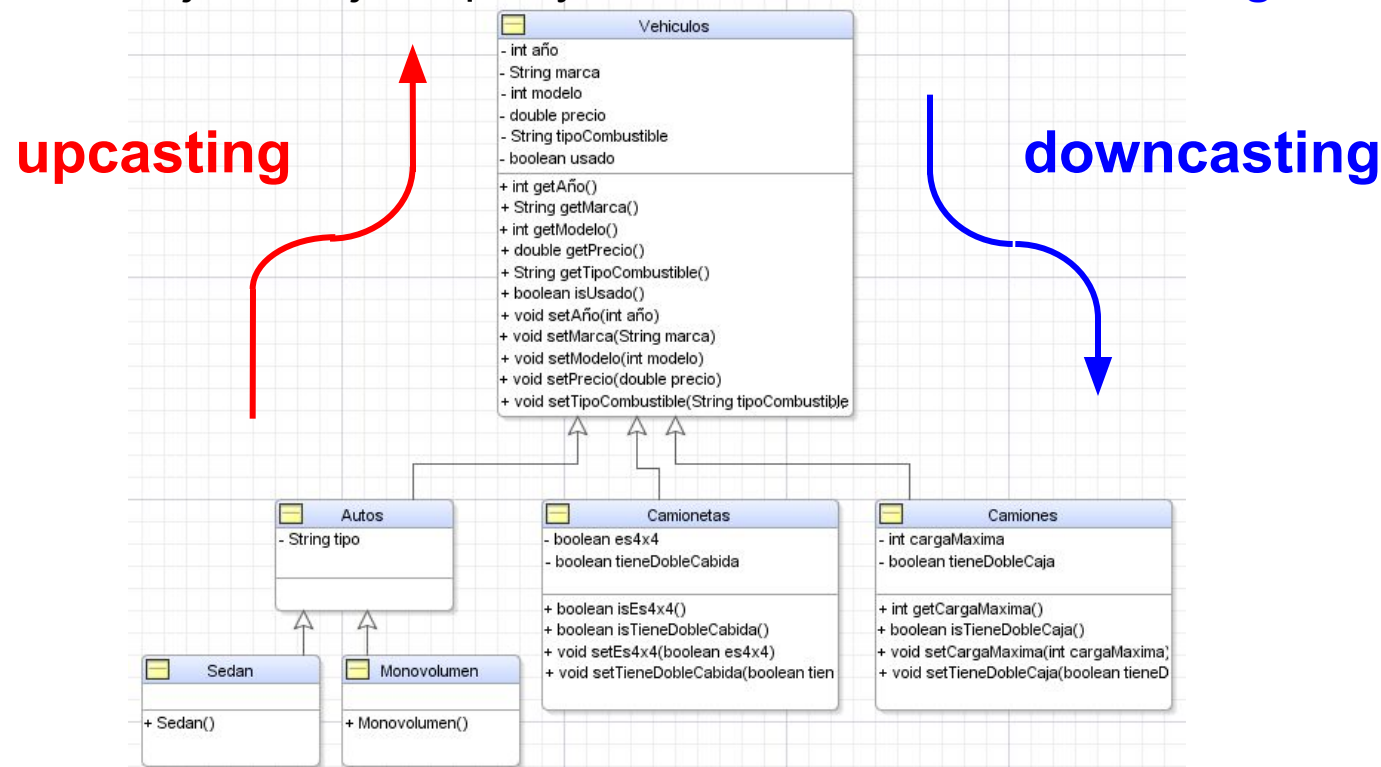 upcasting
downcasting
Vehiculos
- int año
- String marca
- int modelo
- double precio
- String tipoCombustible
- boolean usado
+ int getAño()
+ String getMarca()
+ int getModelo()
+ double getPrecio()
+ String getTipoCombustible()
+ boolean isUsado()
+ void setAño(int año)
+ void setMarca(String marca)
+ void setModelo(int modelo)
+ void setPrecio(double precio)
+ void setTipoCombustible(String tipoCombustible
Autos
- String tipo
Camionetas
- boolean es4x4
- boolean tieneDobleCabida
+ boolean isEs4x4()
+ boolean isTieneDobleCabida()
+ void setEs4x4(boolean es4x4)
+ void setTieneDobleCabida(boolean tien
Camiones
- int cargaMaxima
- boolean tieneDobleCaja
+ int getCargaMaxima()
+ boolean isTieneDobleCaja()
+ void setCargaMaxima(int cargaMaxima)
+ void setTieneDobleCaja(boolean tieneD
Sedan
+ Sedan()
Monovolumen
+ Monovolumen()